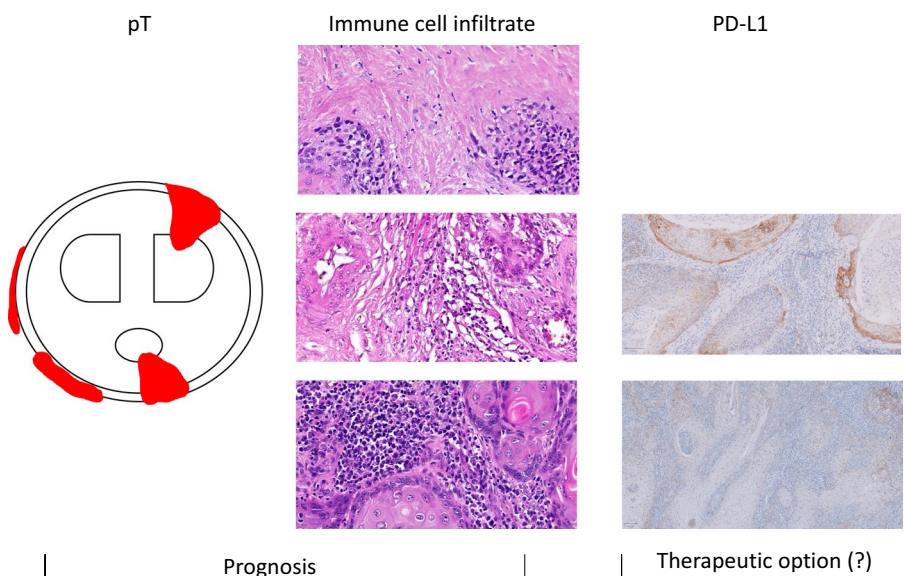 pT
Immune cell infiltrate
PD-L1
Prognosis
Therapeutic option (?)